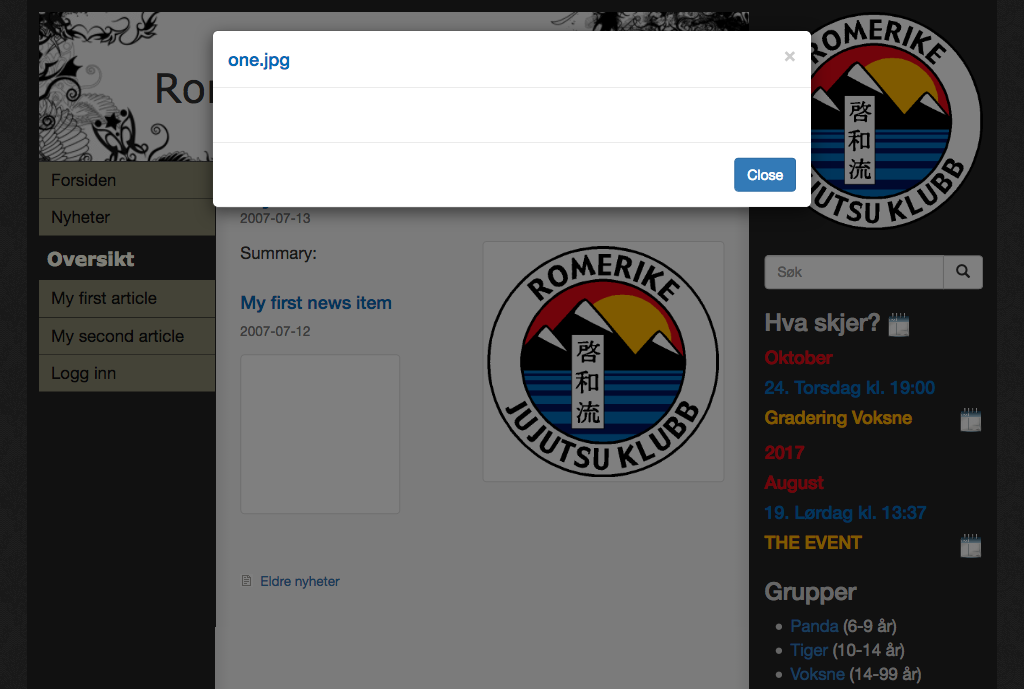 Ror
one.jpg
×
Close
Forsiden
Nyheter
Oversikt
My first article
My second article
Logg inn
2007-07-13
Summary:
My first news item
2007-07-12
ROMERIKE
啓
和
流
JUJUTSU KLUBB
Eldre nyheter
ROMERIKE
啓
和
流
JUTSU KLUBB
Søk
Hva skjer?
Oktober
24. Torsdag kl. 19:00
Gradering Voksne
2017
August
19. Lørdag kl. 13:37
THE EVENT
Grupper
Panda (6-9 år)
Tiger (10-14 år)
Voksne (14-99 år)